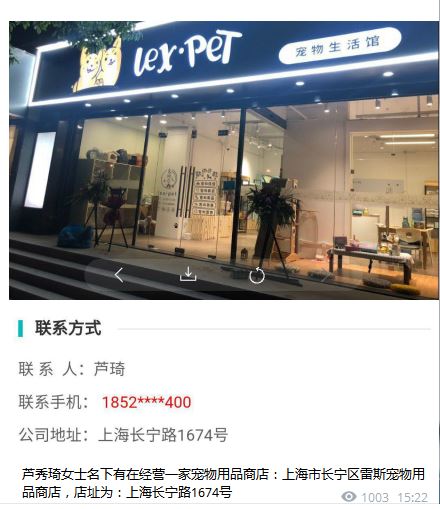 Lex·PET
宠物生活馆
联系方式
联 系 人：芦琦
联系手机： 1852****400
公司地址：上海长宁路1674号
芦秀琦女士名下有在经营一家宠物用品商店：上海市长宁区雷斯宠物用
品商店，店址为：上海长宁路1674号
1003 15:22